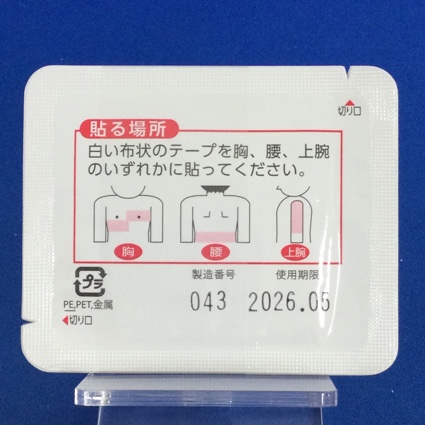 切り口
貼る場所
白い布状のテープを胸、腰、上腕
のいずれかに貼ってください。
胸 腰 上腕
プラ
PE,PET,金属
切り口
製造番号 使用期限
043 2026.05